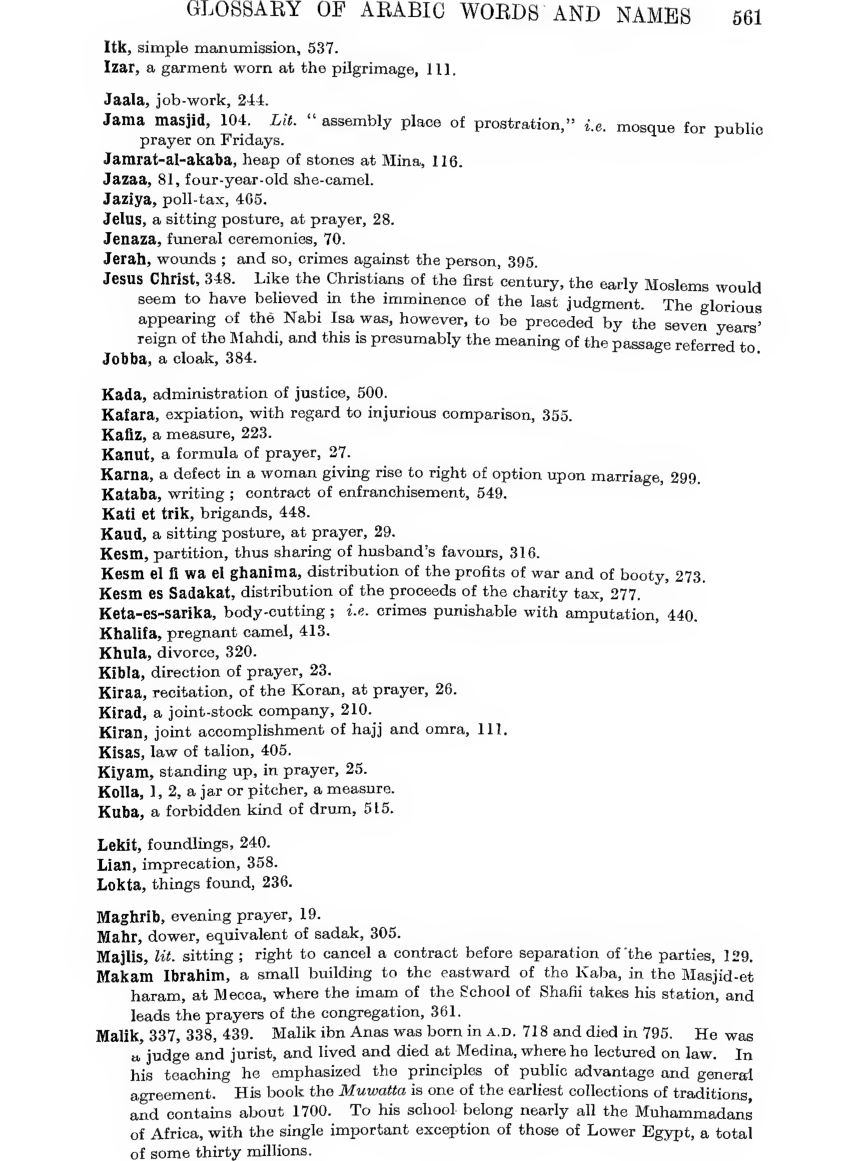 GLOSSARY OF ARABIC WORDS AND NAMES 561
Itk, simple manumission, 537.
Izar, a garment worn at the pilgrimage, 111.
Jaala, job-work, 244.
Jama masjid, 104. Lit. “assembly place of prostration,” i.e. mosque for public
prayer on Fridays.
Jamrat-al-akaba, heap of stones at Mina, 116.
Jazaa, 81, four-year-old she-camel.
Jaziya, poll-tax, 465.
Jelus, a sitting posture, at prayer, 28.
Jenaza, funeral ceremonies, 70.
Jerah, wounds; and so, crimes against the person, 395.
Jesus Christ, 348. Like the Christians of the first century, the early Moslems would
seem to have believed in the imminence of the last judgment. The glorious
appearing of the Nabi Isa was, however, to be preceded by the seven years’
reign of the Mahdi, and this is presumably the meaning of the passage referred to.
Jobba, a cloak, 384.
Kada, administration of justice, 500.
Kafara, expiation, with regard to injurious comparison, 355.
Kafiz, a measure, 223.
Kanut, a formula of prayer, 27.
Karna, a defect in a woman giving rise to right of option upon marriage, 299.
Kataba, writing; contract of enfranchisement, 549.
Kati et trik, brigands, 448.
Kaud, a sitting posture, at prayer, 29.
Kesm, partition, thus sharing of husband’s favours, 316.
Kesm el fi wa el ghanima, distribution of the profits of war and of booty, 273.
Kesm es Sadakat, distribution of the proceeds of the charity tax, 277.
Keta-es-sarika, body-cutting; i.e. crimes punishable with amputation, 440.
Khalifa, pregnant camel, 413.
Khula, divorce, 320.
Kibla, direction of prayer, 23.
Kiraa, recitation, of the Koran, at prayer, 26.
Kirad, a joint-stock company, 210.
Kiran, joint accomplishment of hajj and omra, 111.
Kisas, law of talion, 405.
Kiyam, standing up, in prayer, 25.
Kolla, 1, 2, a jar or pitcher, a measure.
Kuba, a forbidden kind of drum, 515.
Lekit, foundlings, 240.
Lian, imprecation, 358.
Lokta, things found, 236.
Maghrib, evening prayer, 19.
Mahr, dower, equivalent of sadak, 305.
Majlis, lit. sitting; right to cancel a contract before separation of the parties, 129.
Makam Ibrahim, a small building to the eastward of the Kaba, in the Masjid-et
haram, at Mecca, where the imam of the School of Shafii takes his station, and
leads the prayers of the congregation, 361.
Malik, 337, 338, 439. Malik ibn Anas was born in A.D. 718 and died in 795. He was
a judge and jurist, and lived and died at Medina, where he lectured on law. In
his teaching he emphasized the principles of public advantage and general
agreement. His book the Muwatta is one of the earliest collections of traditions,
and contains about 1700. To his school belong nearly all the Muhammadans
of Africa, with the single important exception of those of Lower Egypt, a total
of some thirty millions.